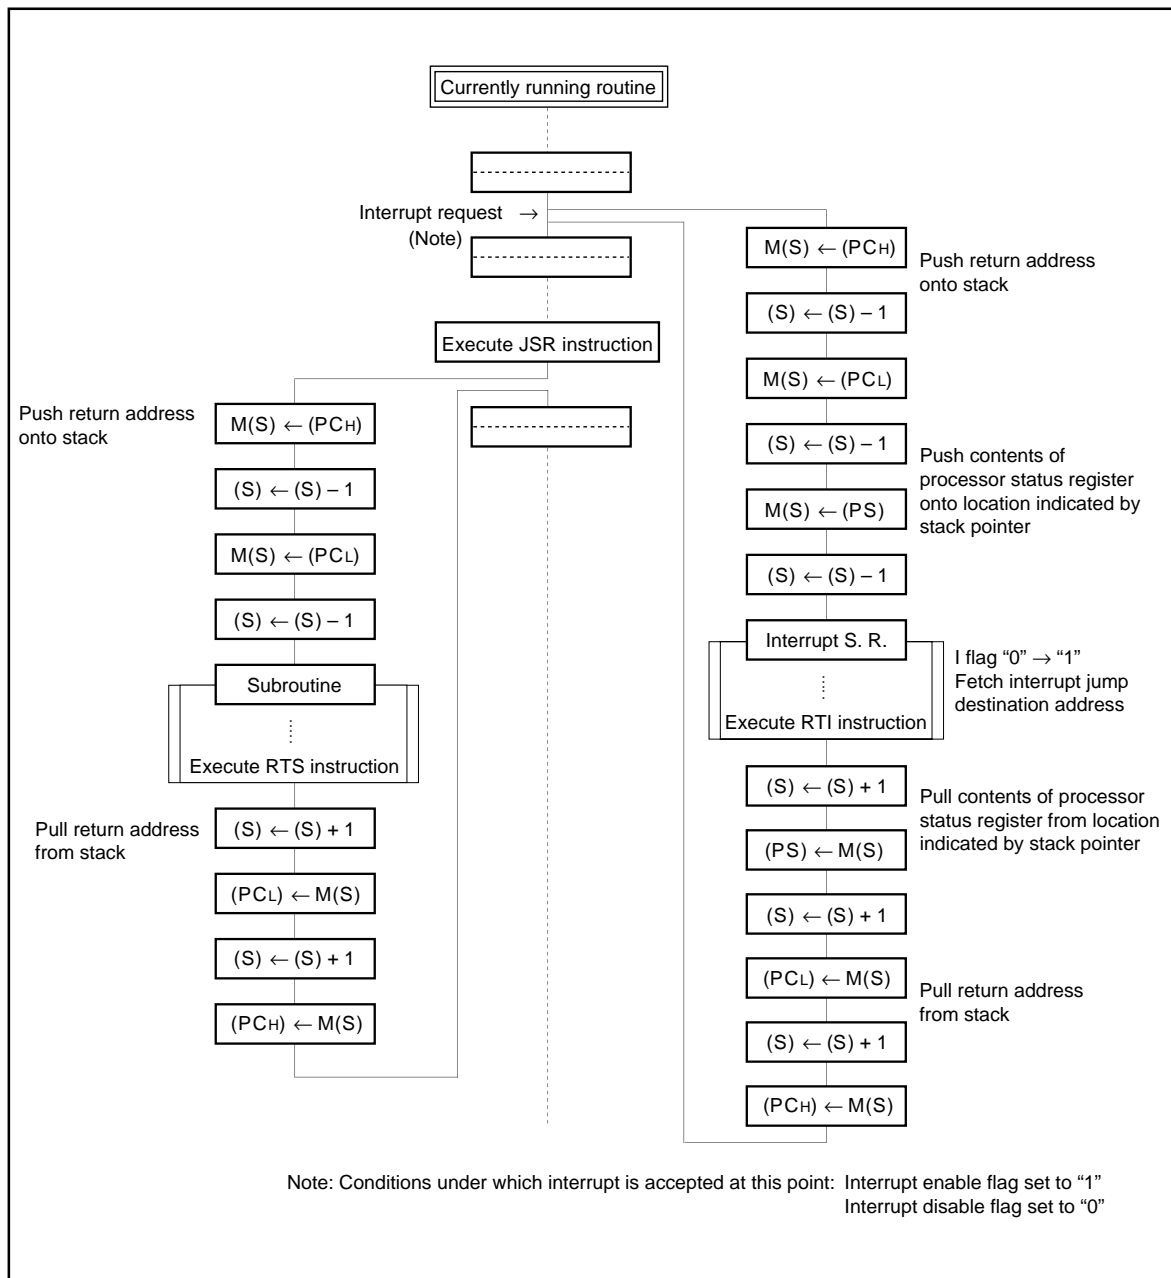 Currently running routine
Interrupt request →
(Note)
Execute JSR instruction
Push return address
onto stack
M(S) ← (PCH)
(S) ← (S) – 1
M(S) ← (PCL)
(S) ← (S) – 1
Subroutine
Execute RTS instruction
Pull return address
from stack
(S) ← (S) + 1
(PCL) ← M(S)
(S) ← (S) + 1
(PCH) ← M(S)
M(S) ← (PCH)
Push return address
onto stack
(S) ← (S) – 1
M(S) ← (PCL)
(S) ← (S) – 1
M(S) ← (PS)
Push contents of
processor status register
onto location indicated by
stack pointer
(S) ← (S) – 1
Interrupt S. R.
Execute RTI instruction
I flag “0” → “1”
Fetch interrupt jump
destination address
(S) ← (S) + 1
(PS) ← M(S)
Pull contents of processor
status register from location
indicated by stack pointer
(S) ← (S) + 1
(PCL) ← M(S)
(S) ← (S) + 1
(PCH) ← M(S)
Pull return address
from stack
Note: Conditions under which interrupt is accepted at this point: Interrupt enable flag set to “1”
Interrupt disable flag set to “0”